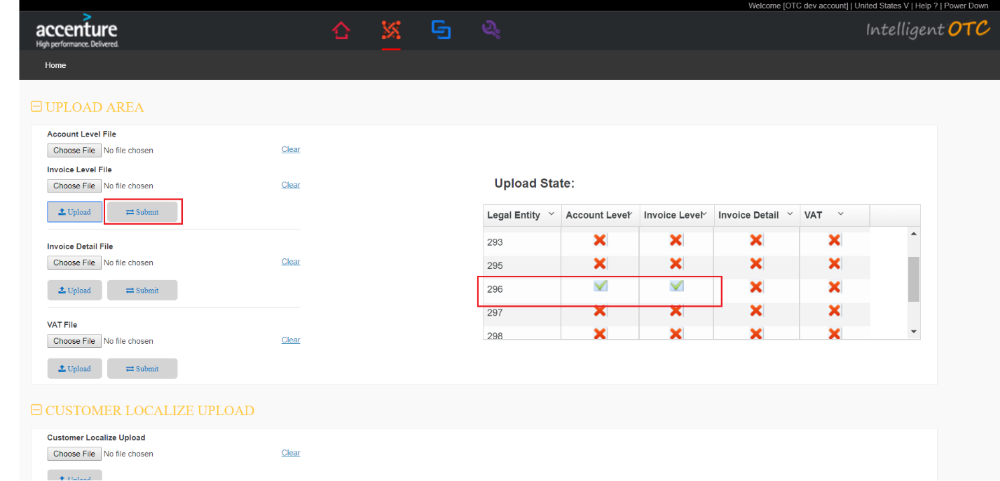 Welcome [OTC dev account] | United States V | Help ? | Power Down
accenture
High performance. Delivered.
Intelligent OTC
Home
UPLOAD AREA
Account Level File
Choose File No file chosen Clear
Invoice Level File
Choose File No file chosen Clear
Upload Submit
Invoice Detail File
Choose File No file chosen Clear
Upload Submit
VAT File
Choose File No file chosen Clear
Upload Submit
Upload State:
Legal Entity Account Level Invoice Level Invoice Detail VAT
293
295
296
297
298
CUSTOMER LOCALIZE UPLOAD
Customer Localize Upload
Choose File No file chosen Clear
Upload